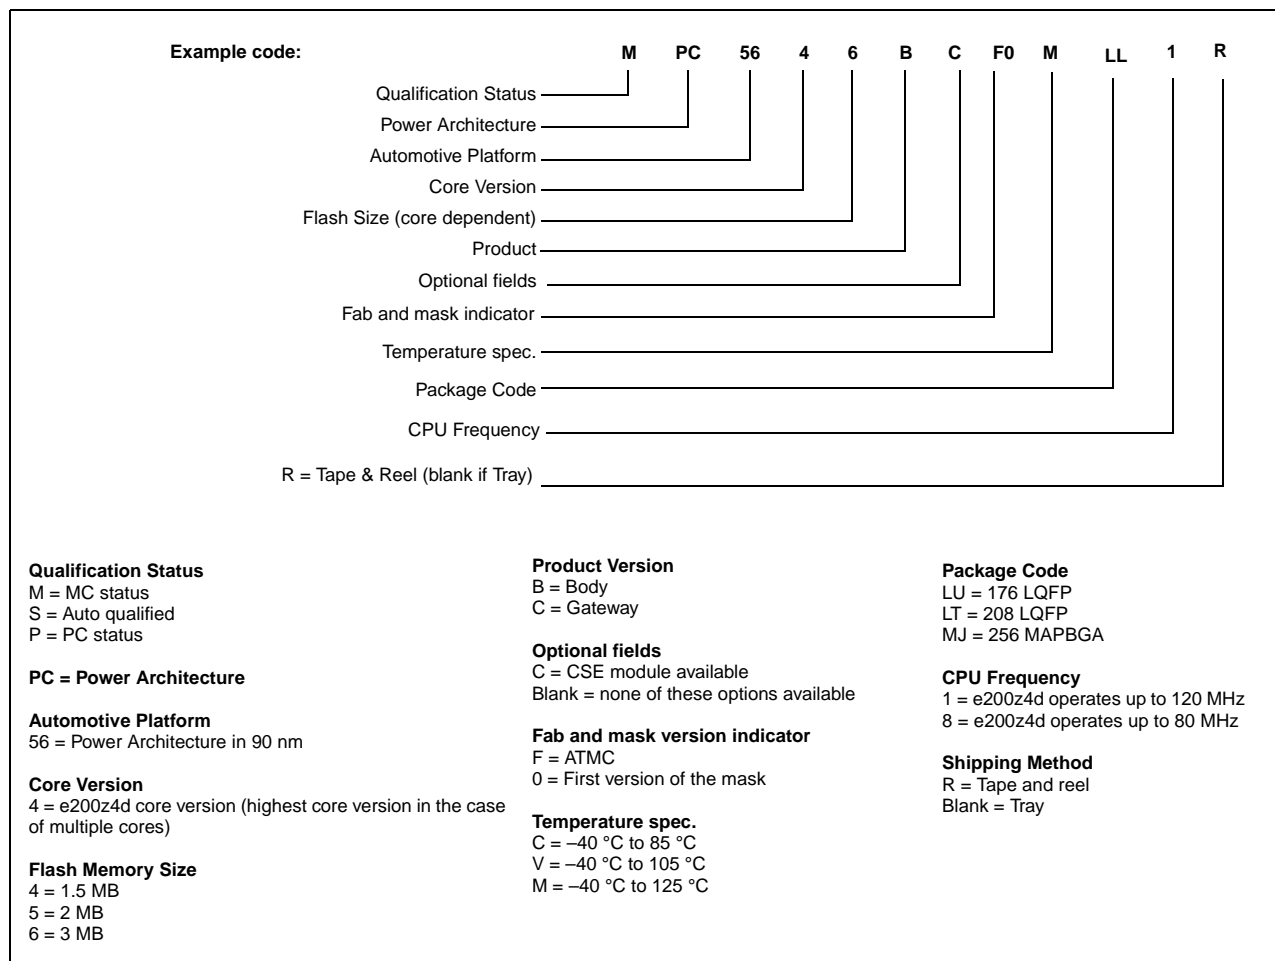 Example code: M PC 56 4 6 B C F0 M LL 1 R
Qualification Status
Power Architecture
Automotive Platform
Core Version
Flash Size (core dependent)
Product
Optional fields
Fab and mask indicator
Temperature spec.
Package Code
CPU Frequency
R = Tape & Reel (blank if Tray)
Qualification Status
M = MC status
S = Auto qualified
P = PC status
PC = Power Architecture
Automotive Platform
56 = Power Architecture in 90 nm
Core Version
4 = e200z4d core version (highest core version in the case
of multiple cores)
Flash Memory Size
4 = 1.5 MB
5 = 2 MB
6 = 3 MB
Product Version
B = Body
C = Gateway
Optional fields
C = CSE module available
Blank = none of these options available
Fab and mask version indicator
F = ATMC
0 = First version of the mask
Temperature spec.
C = –40 °C to 85 °C
V = –40 °C to 105 °C
M = –40 °C to 125 °C
Package Code
LU = 176 LQFP
LT = 208 LQFP
MJ = 256 MAPBGA
CPU Frequency
1 = e200z4d operates up to 120 MHz
8 = e200z4d operates up to 80 MHz
Shipping Method
R = Tape and reel
Blank = Tray